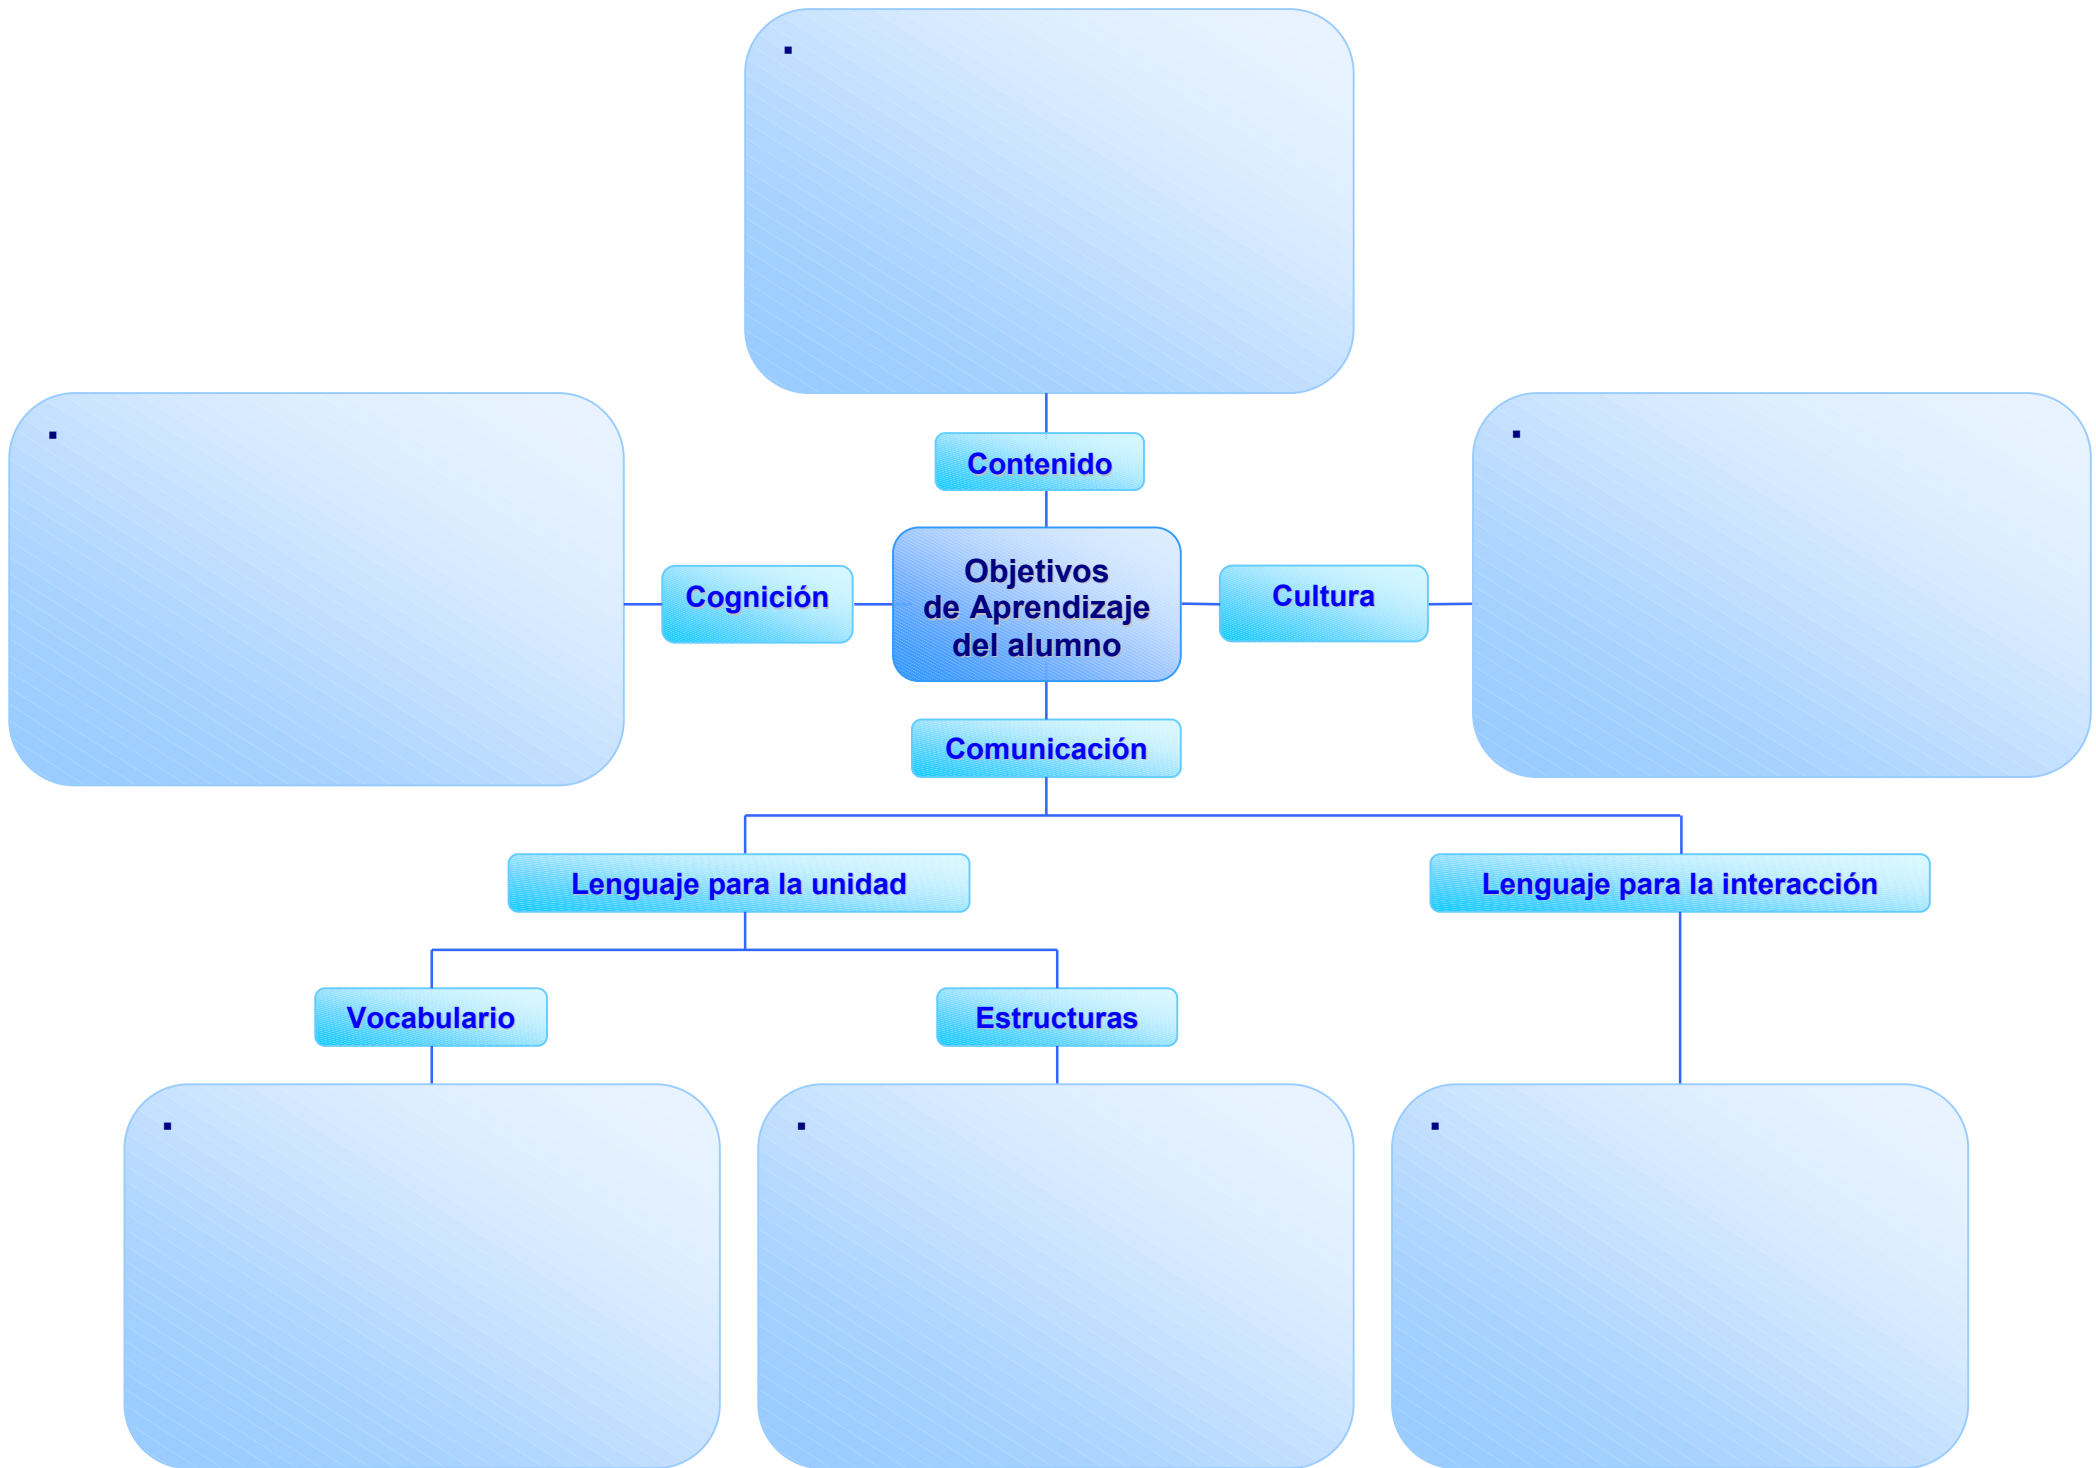 Contenido
Objetivos
de Aprendizaje
del alumno
Cognición
Cultura
Comunicación
Lenguaje para la unidad
Lenguaje para la interacción
Vocabulario
Estructuras